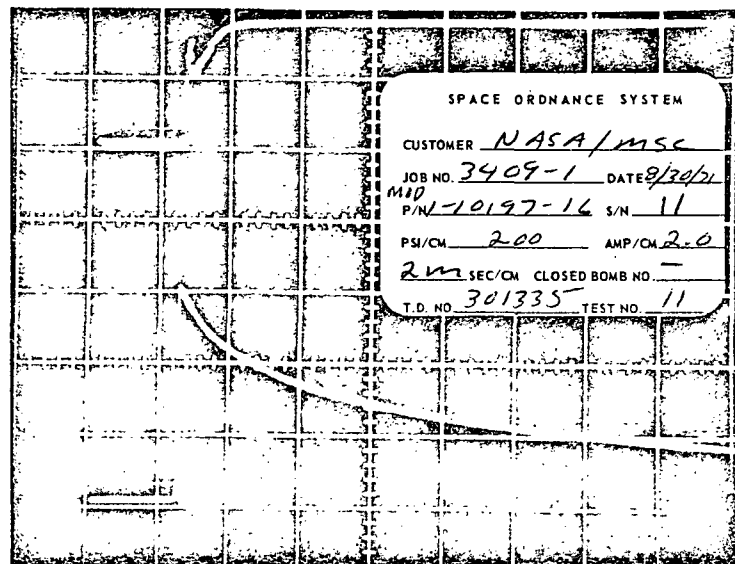 SPACE ORDNANCE SYSTEM
CUSTOMER NASA/MSC
JOB NO. 3409-1 DATE 8/30/71
MOD
P/N 1-10197-16 S/N 11
PSI/CM 200 AMP/CM 2.0
2m SEC/CM CLOSED BOMB NO. —
T.D. NO. 301335 TEST NO. 11